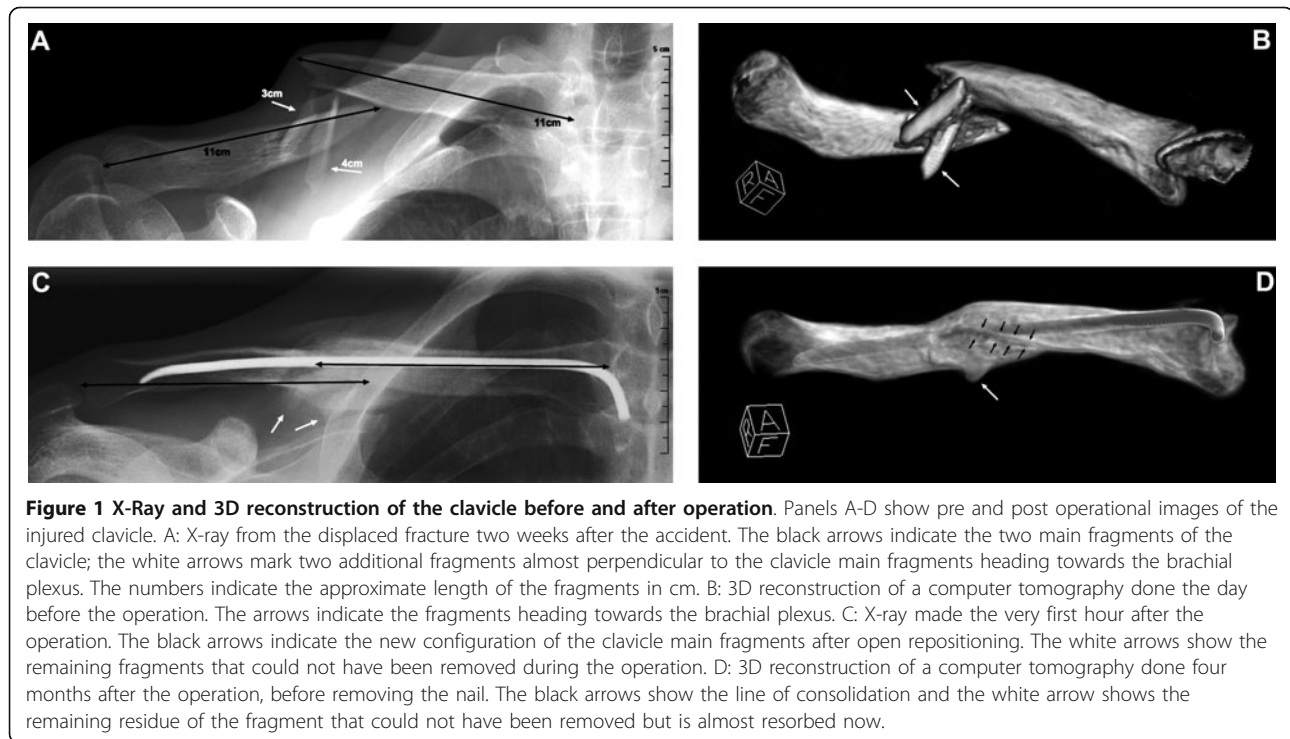 A
5 cm
3cm
11cm
11cm
4cm
B
R A
F
C
5 cm
D
R A
F
Figure 1 X-Ray and 3D reconstruction of the clavicle before and after operation. Panels A-D show pre and post operational images of the
injured clavicle. A: X-ray from the displaced fracture two weeks after the accident. The black arrows indicate the two main fragments of the
clavicle; the white arrows mark two additional fragments almost perpendicular to the clavicle main fragments heading towards the brachial
plexus. The numbers indicate the approximate length of the fragments in cm. B: 3D reconstruction of a computer tomography done the day
before the operation. The arrows indicate the fragments heading towards the brachial plexus. C: X-ray made the very first hour after the
operation. The black arrows indicate the new configuration of the clavicle main fragments after open repositioning. The white arrows show the
remaining fragments that could not have been removed during the operation. D: 3D reconstruction of a computer tomography done four
months after the operation, before removing the nail. The black arrows show the line of consolidation and the white arrow shows the
remaining residue of the fragment that could not have been removed but is almost resorbed now.